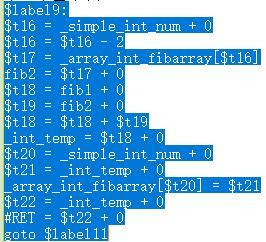 $label9:
$t16 = _simple_int_num + 0
$t16 = $t16 - 2
$t17 = _array_int_fibarray[$t16]
fib2 = $t17 + 0
$t18 = fib1 + 0
$t19 = fib2 + 0
$t18 = $t18 + $t19
_int_temp = $t18 + 0
$t20 = _simple_int_num + 0
$t21 = _int_temp + 0
_array_int_fibarray[$t20] = $t21
$t22 = _int_temp + 0
#RET = $t22 + 0
goto $label11